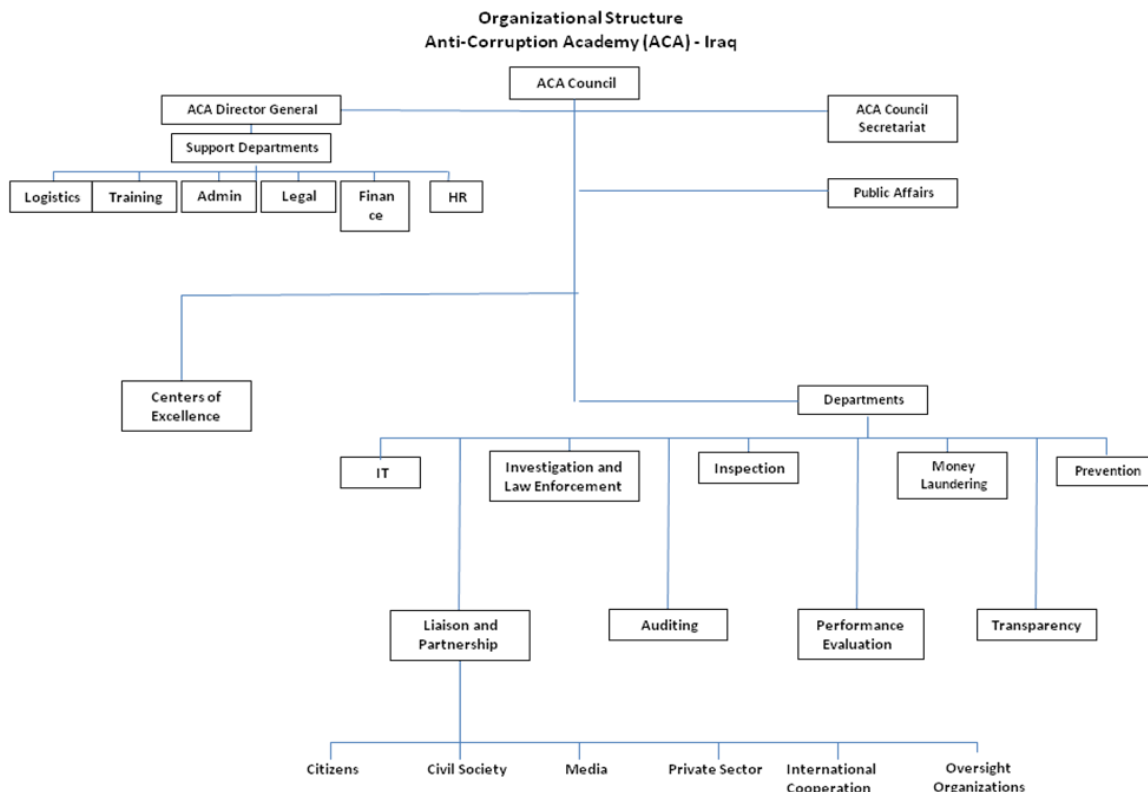 Organizational Structure
Anti-Corruption Academy (ACA) - Iraq
ACA Council
ACA Director General
ACA Council
Secretariat
Support Departments
Logistics
Training
Admin
Legal
Finan
ce
HR
Public Affairs
Centers of
Excellence
Departments
IT
Investigation and
Law Enforcement
Inspection
Money
Laundering
Prevention
Liaison and
Partnership
Auditing
Performance
Evaluation
Transparency
Citizens
Civil Society
Media
Private Sector
International
Cooperation
Oversight
Organizations